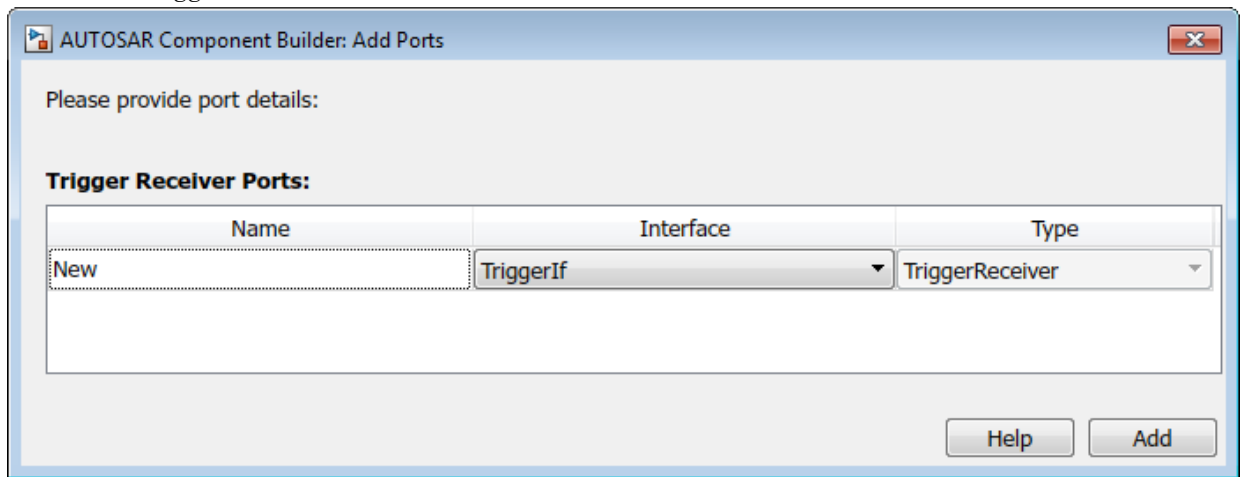 AUTOSAR Component Builder: Add Ports
Please provide port details:
Trigger Receiver Ports:
Name Interface Type
New TriggerIf TriggerReceiver
Help Add